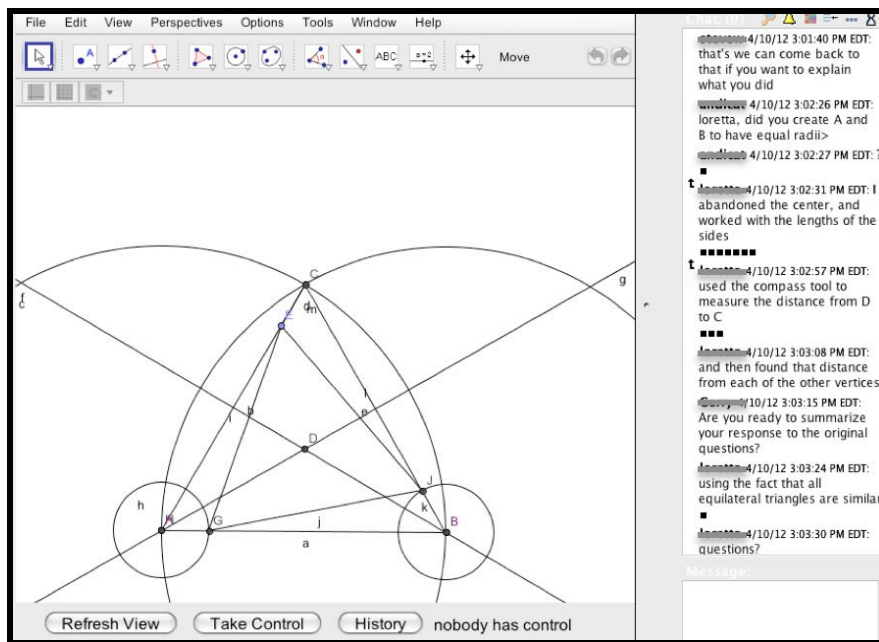 File Edit View Perspectives Options Tools Window Help
A
ABC
a=2
Move
C
g
f
c
d
m
E
l
b
i
e
D
J
h
k
G
j
B
a
Refresh View
Take Control
History
nobody has control
Chat: (0)
4/10/12 3:01:40 PM EDT:
that's we can come back to
that if you want to explain
what you did
4/10/12 3:02:26 PM EDT:
loretta, did you create A and
B to have equal radii>
4/10/12 3:02:27 PM EDT: ?
4/10/12 3:02:31 PM EDT: I
abandoned the center, and
worked with the lengths of the
sides
4/10/12 3:02:57 PM EDT:
used the compass tool to
measure the distance from D
to C
4/10/12 3:03:08 PM EDT:
and then found that distance
from each of the other vertices
4/10/12 3:03:15 PM EDT:
Are you ready to summarize
your response to the original
questions?
4/10/12 3:03:24 PM EDT:
using the fact that all
equilateral triangles are similar
4/10/12 3:03:30 PM EDT:
questions?
Message: